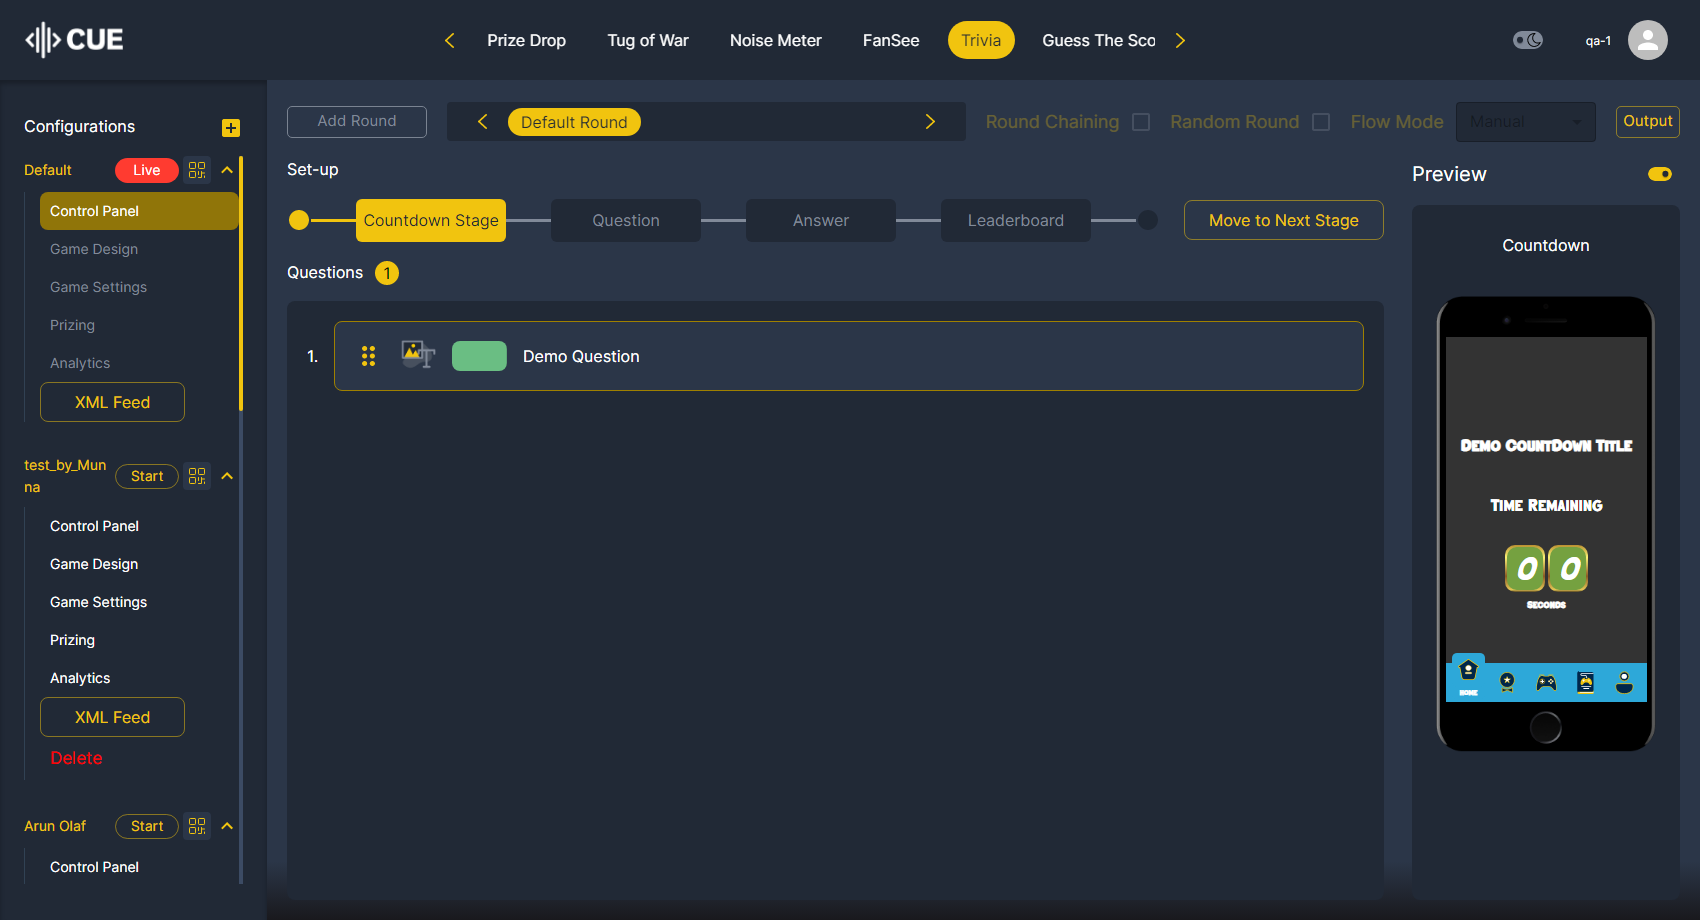 CUE
Prize Drop
Tug of War
Noise Meter
FanSee
Trivia
Guess The Sco
qa-1
Configurations
Default
Live
Control Panel
Game Design
Game Settings
Prizing
Analytics
XML Feed
test_by_Mun
na
Start
Control Panel
Game Design
Game Settings
Prizing
Analytics
XML Feed
Delete
Arun Olaf
Start
Control Panel
Add Round
Default Round
Round Chaining
Random Round
Flow Mode
Manual
Output
Set-up
Countdown Stage
Question
Answer
Leaderboard
Move to Next Stage
Questions 1
1.
Demo Question
Preview
Countdown
Demo CountDown Title
Time Remaining
0 0
Seconds
HOME